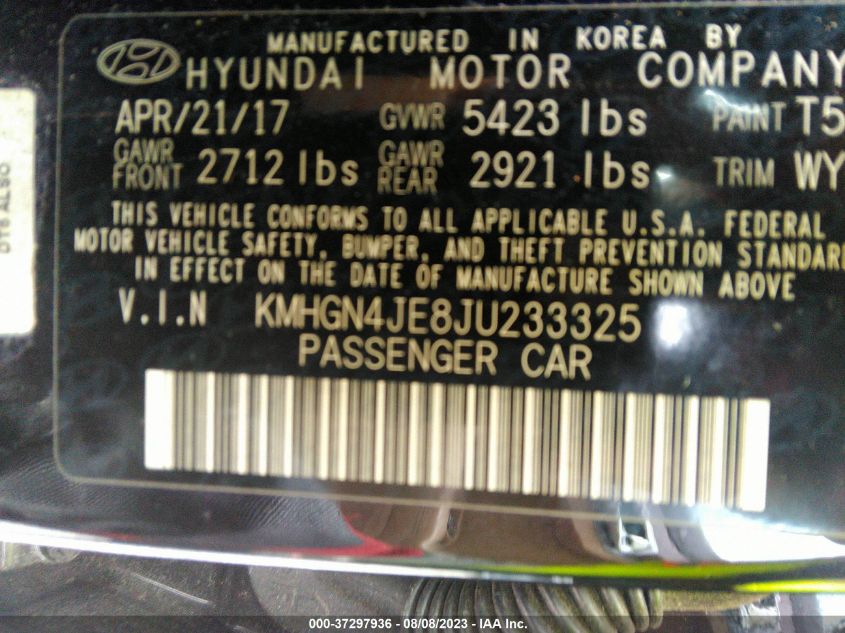 MANUFACTURED IN KOREA BY
HYUNDAI MOTOR COMPANY
APR/21/17 GVWR 5423 lbs PAINT T5
GAWR FRONT 2712 lbs GAWR REAR 2921 lbs TRIM WY
THIS VEHICLE CONFORMS TO ALL APPLICABLE U.S.A. FEDERAL
MOTOR VEHICLE SAFETY, BUMPER, AND THEFT PREVENTION STANDARD
IN EFFECT ON THE DATE OF MANUFACTURE SHOWN ABOVE
V.I.N KMHGN4JE8JU233325
PASSENGER CAR
000-37297936 - 08/08/2023 - IAA Inc.